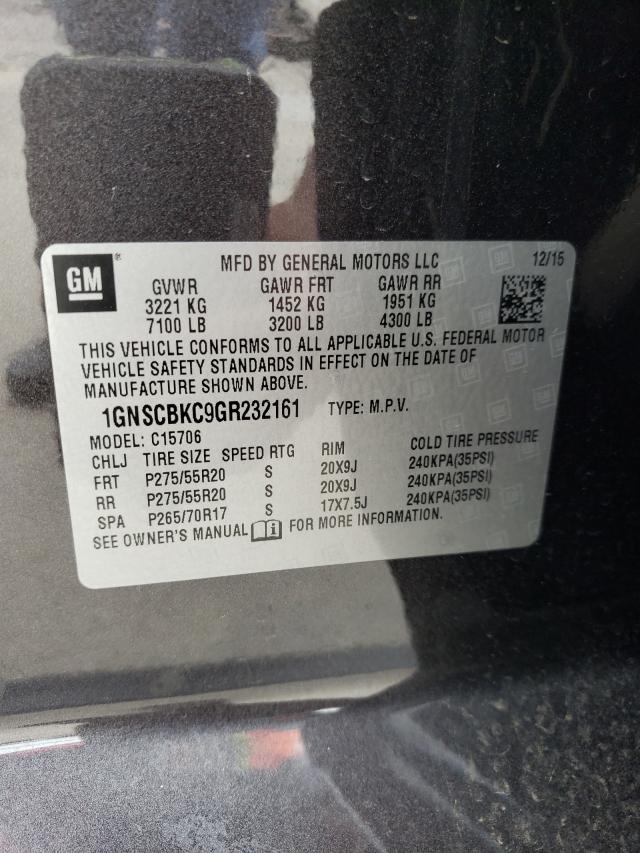 GM® MFD BY GENERAL MOTORS LLC 12/15
GVWR GAWR FRT GAWR RR
3221 KG 1452 KG 1951 KG
7100 LB 3200 LB 4300 LB
THIS VEHICLE CONFORMS TO ALL APPLICABLE U.S. FEDERAL MOTOR
VEHICLE SAFETY STANDARDS IN EFFECT ON THE DATE OF
MANUFACTURE SHOWN ABOVE.
1GNSCBKC9GR232161 TYPE: M.P.V.
MODEL: C15706
CHLJ TIRE SIZE SPEED RTG RIM COLD TIRE PRESSURE
FRT P275/55R20 S 20X9J 240KPA(35PSI)
RR P275/55R20 S 20X9J 240KPA(35PSI)
SPA P265/70R17 S 17X7.5J 240KPA(35PSI)
SEE OWNER'S MANUAL i FOR MORE INFORMATION.